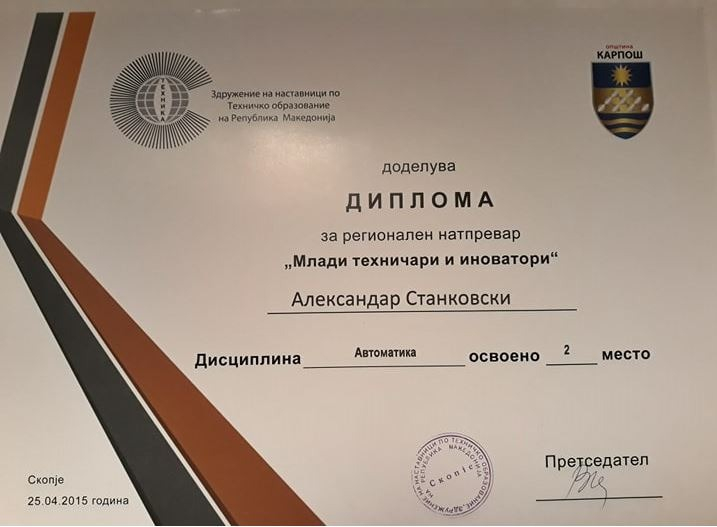 ТЕХНИКА
Здружение на наставници по
Техничко образование
на Република Македонија
ОПШТИНА
КАРПОШ
доделува
ДИПЛОМА
за регионален натпревар
„Млади техничари и иноватори“
Александар Станковски
Дисциплина Автоматика освоено 2 место
ЗДРУЖЕНИЕ НА НАСТАВНИЦИ ПО ТЕХНИЧКО ОБРАЗОВАНИЕ
НА РЕПУБЛИКА МАКЕДОНИЈА
Скопје
Претседател
Скопје
25.04.2015 година